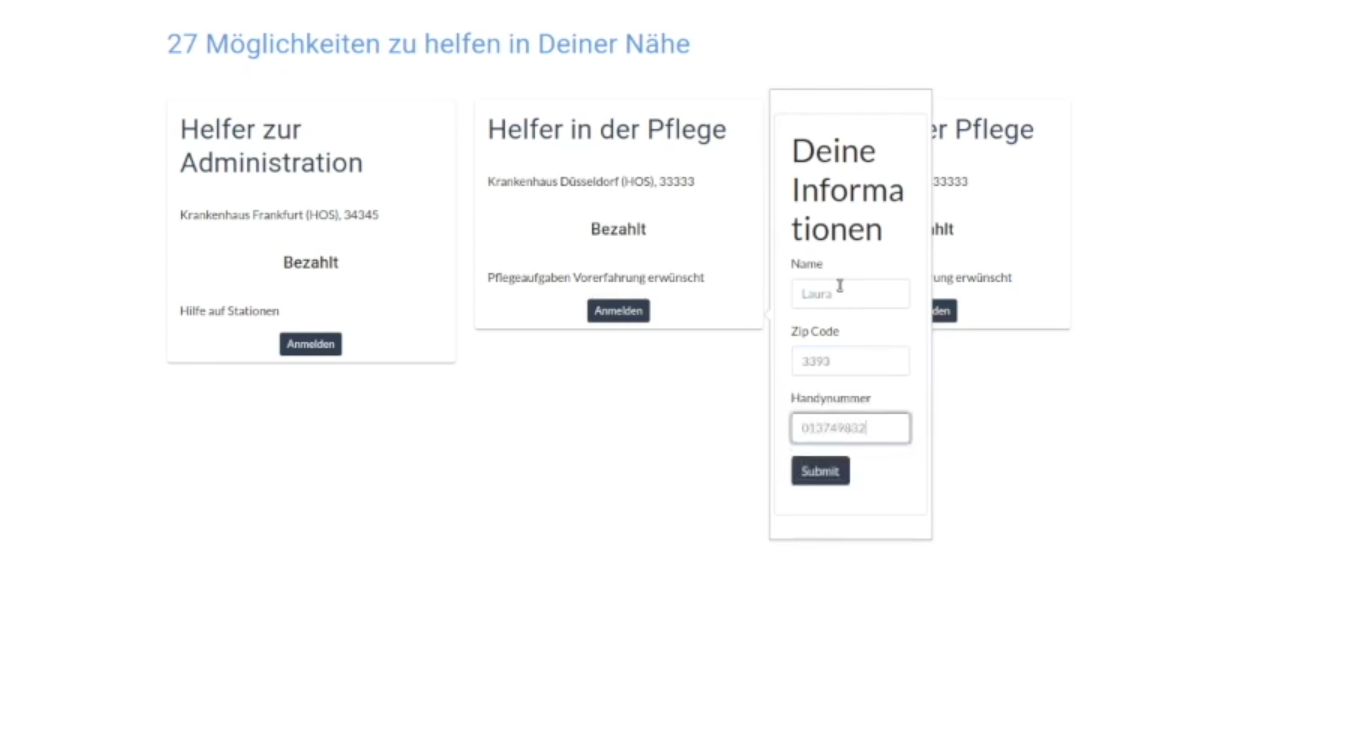 27 Möglichkeiten zu helfen in Deiner Nähe
Helfer zur
Administration
Krankenhaus Frankfurt (HOS), 34345
Bezahlt
Hilfe auf Stationen
Anmelden
Helfer in der Pflege
Krankenhaus Düsseldorf (HOS), 33333
Bezahlt
Pflegeaufgaben Vorerfahrung erwünscht
Anmelden
Deine
Informa
tionen
Name
Laura
Zip Code
3393
Handynummer
013749832
Submit
er Pflege
33333
hlt
ung erwünscht
den